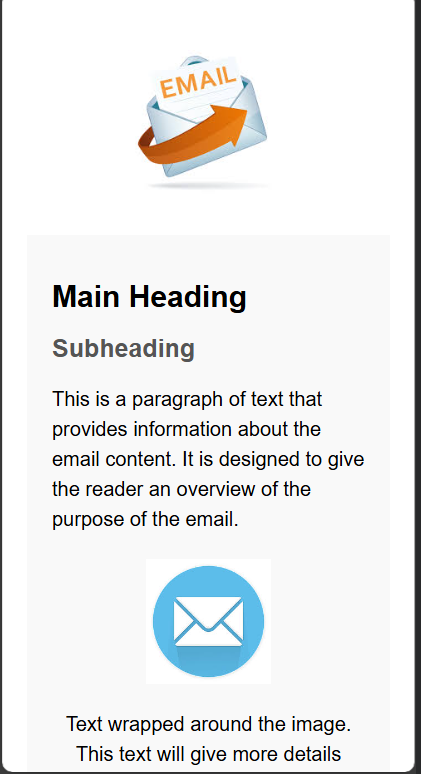 EMAIL
Main Heading
Subheading
This is a paragraph of text that
provides information about the
email content. It is designed to give
the reader an overview of the
purpose of the email.
Text wrapped around the image.
This text will give more details